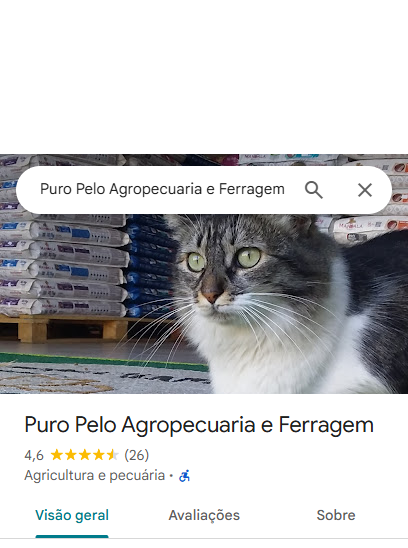 Puro Pelo Agropecuaria e Ferragem
Puro Pelo Agropecuaria e Ferragem
4,6 (26)
Agricultura e pecuária ·
Visão geral Avaliações Sobre